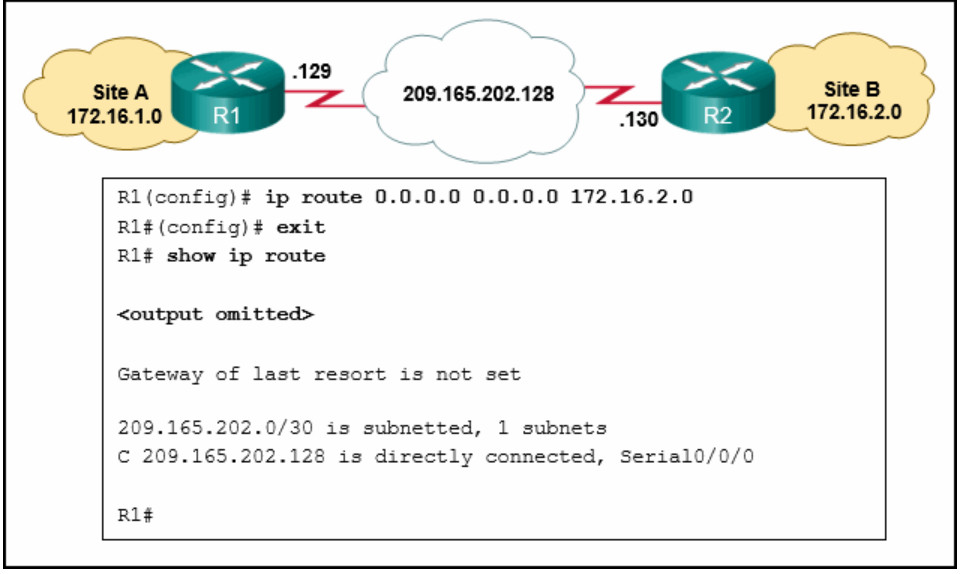 Site A
172.16.1.0
R1
.129
209.165.202.128
.130
R2
Site B
172.16.2.0
R1(config)# ip route 0.0.0.0 0.0.0.0 172.16.2.0
R1#(config)# exit
R1# show ip route
<output omitted>
Gateway of last resort is not set
209.165.202.0/30 is subnetted, 1 subnets
C 209.165.202.128 is directly connected, Serial0/0/0
R1#